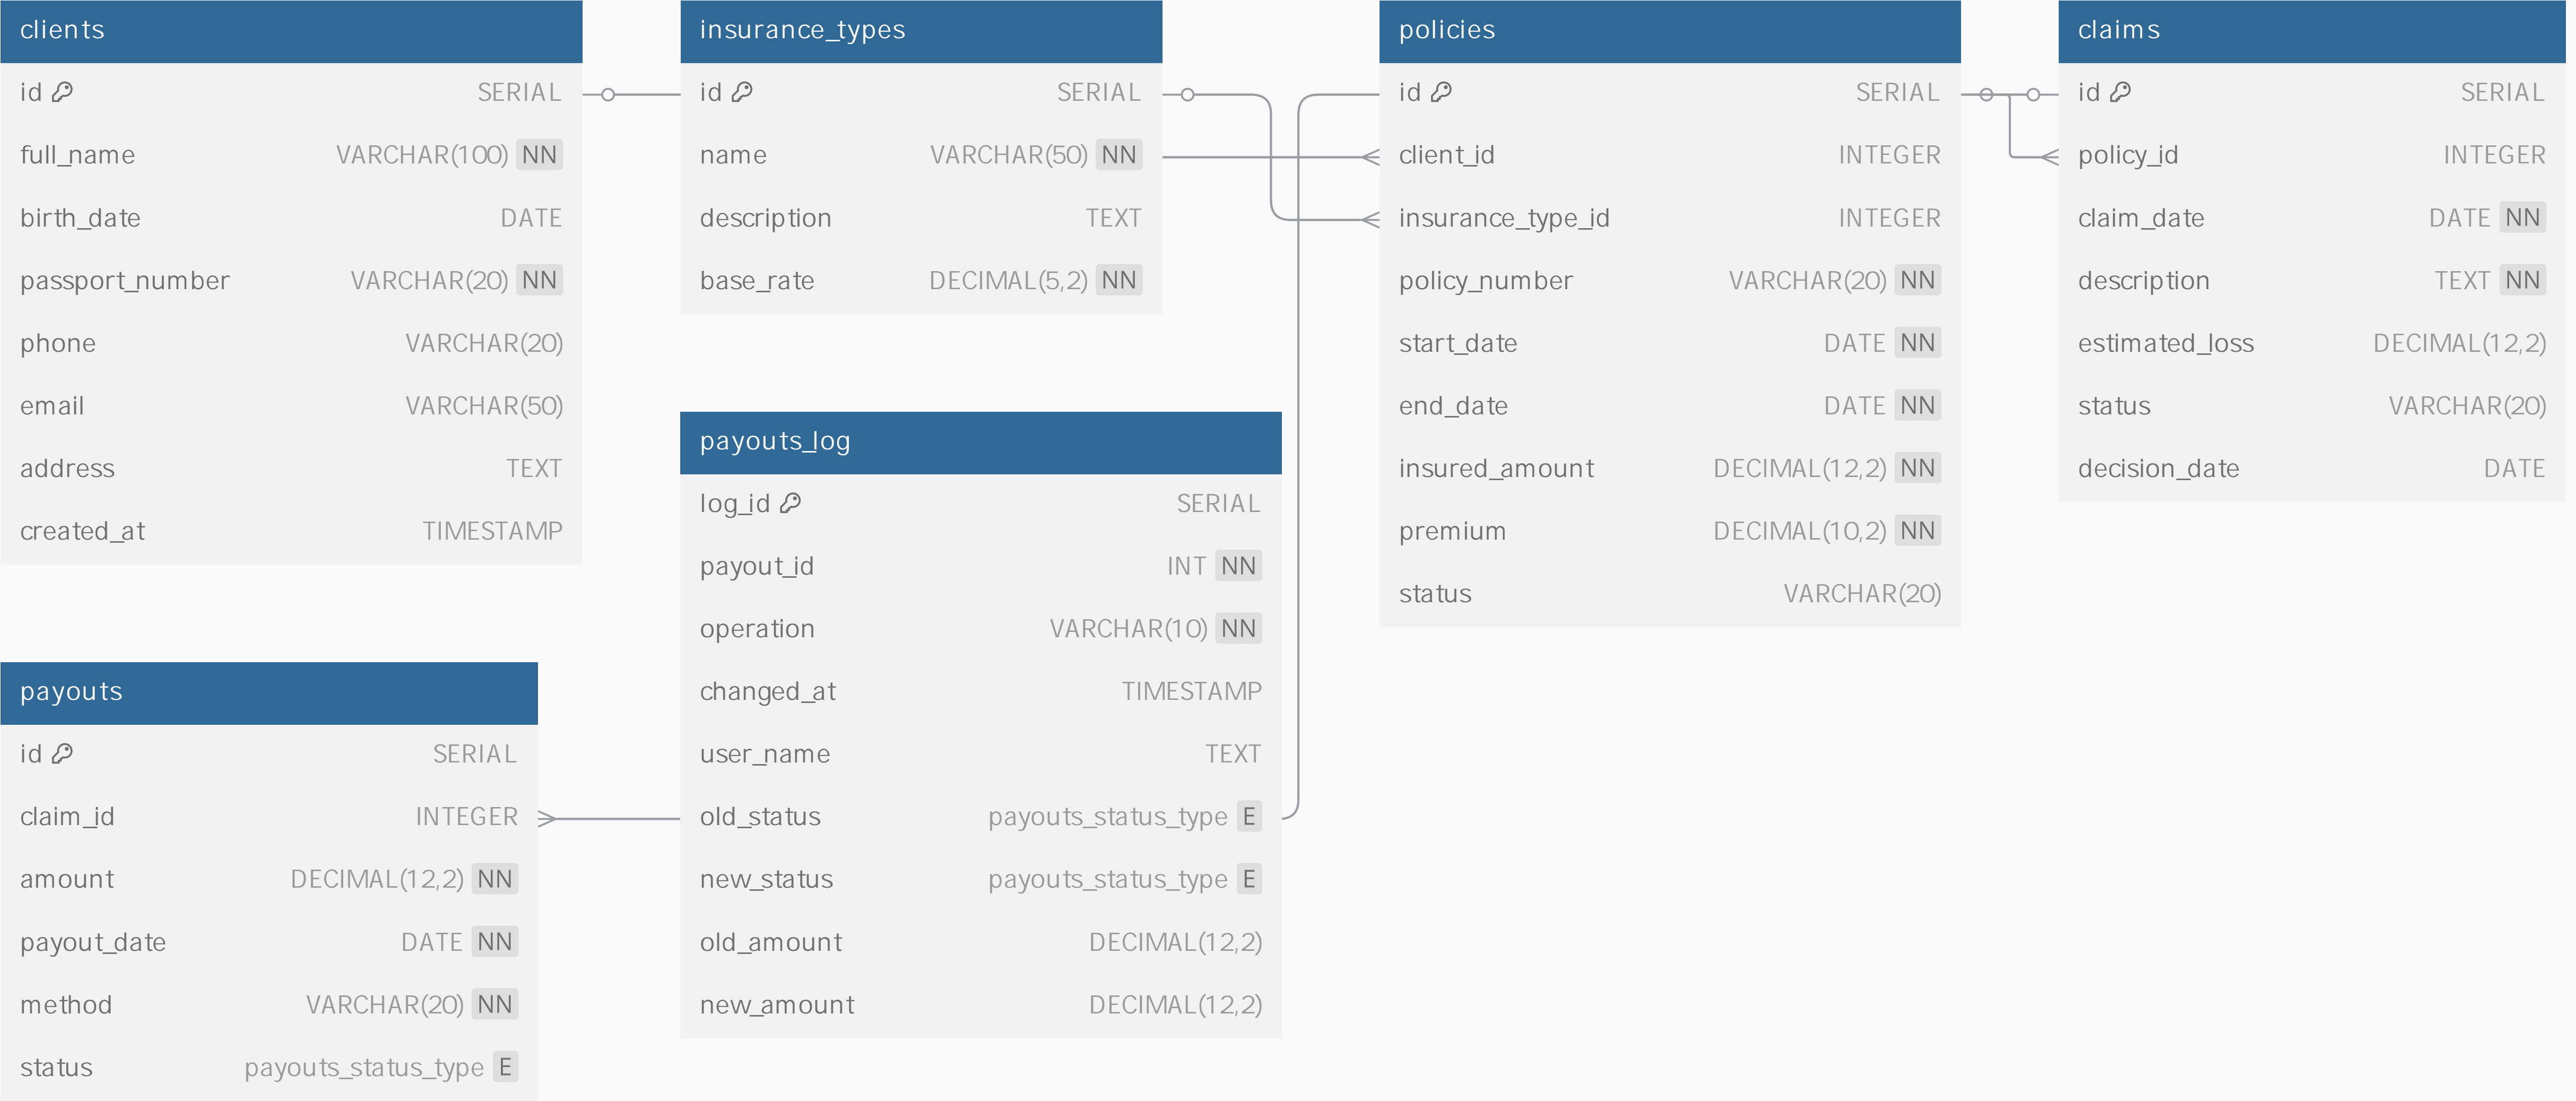 clients
id SERIAL
full_name VARCHAR(100) NN
birth_date DATE
passport_number VARCHAR(20) NN
phone VARCHAR(20)
email VARCHAR(50)
address TEXT
created_at TIMESTAMP
insurance_types
id SERIAL
name VARCHAR(50) NN
description TEXT
base_rate DECIMAL(5,2) NN
policies
id SERIAL
client_id INTEGER
insurance_type_id INTEGER
policy_number VARCHAR(20) NN
start_date DATE NN
end_date DATE NN
insured_amount DECIMAL(12,2) NN
premium DECIMAL(10,2) NN
status VARCHAR(20)
claims
id SERIAL
policy_id INTEGER
claim_date DATE NN
description TEXT NN
estimated_loss DECIMAL(12,2)
status VARCHAR(20)
decision_date DATE
payouts_log
log_id SERIAL
payout_id INT NN
operation VARCHAR(10) NN
changed_at TIMESTAMP
user_name TEXT
old_status payouts_status_type E
new_status payouts_status_type E
old_amount DECIMAL(12,2)
new_amount DECIMAL(12,2)
payouts
id SERIAL
claim_id INTEGER
amount DECIMAL(12,2) NN
payout_date DATE NN
method VARCHAR(20) NN
status payouts_status_type E